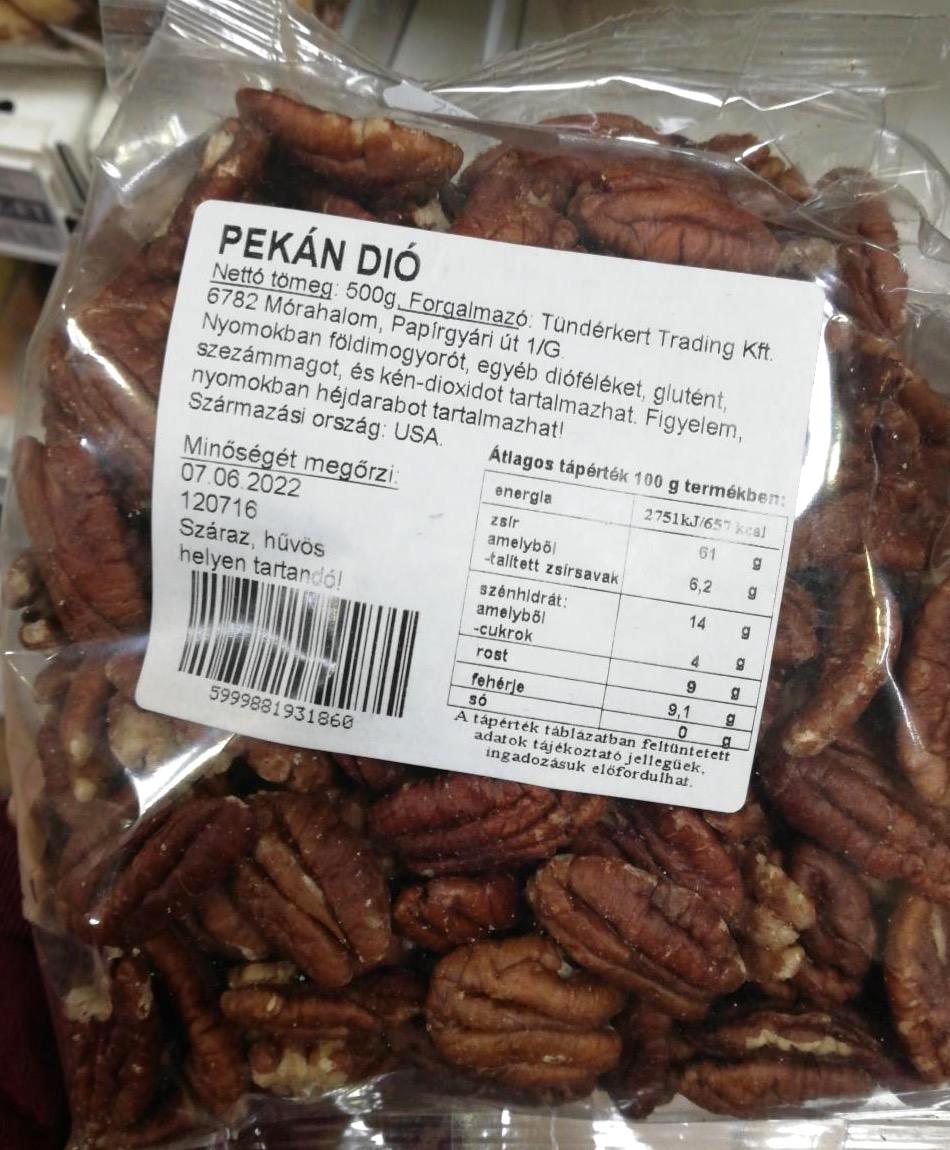 PEKÁN DIÓ
Nettó tömeg: 500g Forgalmazó: Tündérkert Trading Kft.
6782 Mórahalom, Papírgyári út 1/G
Nyomokban földimogyorót, egyéb dióféléket, glutént,
szezámmagot, és kén-dioxidot tartalmazhat. Figyelem,
nyomokban héjdarabot tartalmazhat!
Származási ország: USA.
Minőségét megőrzi:
07.06.2022
120716
Száraz, hűvös
helyen tartandó!
5999881931860
Átlagos tápérték 100 g termékben:
energia 2751kJ/657 kcal
zsír 61 g
amelyből
-talített zsírsavak 6,2 g
szénhidrát: 14 g
amelyből
-cukrok 4 g
rost 9 g
fehérje 9,1 g
só 0 g
A tápérték táblázatban feltüntetett
adatok tájékoztató jellegűek,
ingadozásuk előfordulhat.